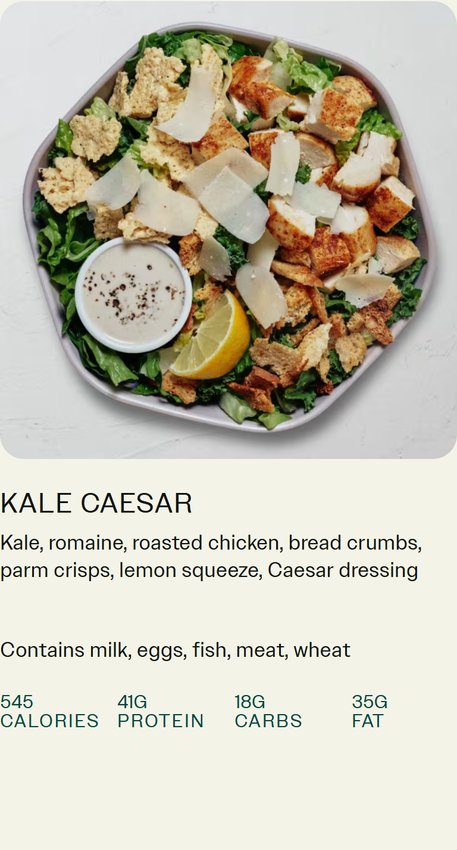 KALE CAESAR
Kale, romaine, roasted chicken, bread crumbs,
parm crisps, lemon squeeze, Caesar dressing
Contains milk, eggs, fish, meat, wheat
545 41G 18G 35G
CALORIES PROTEIN CARBS FAT